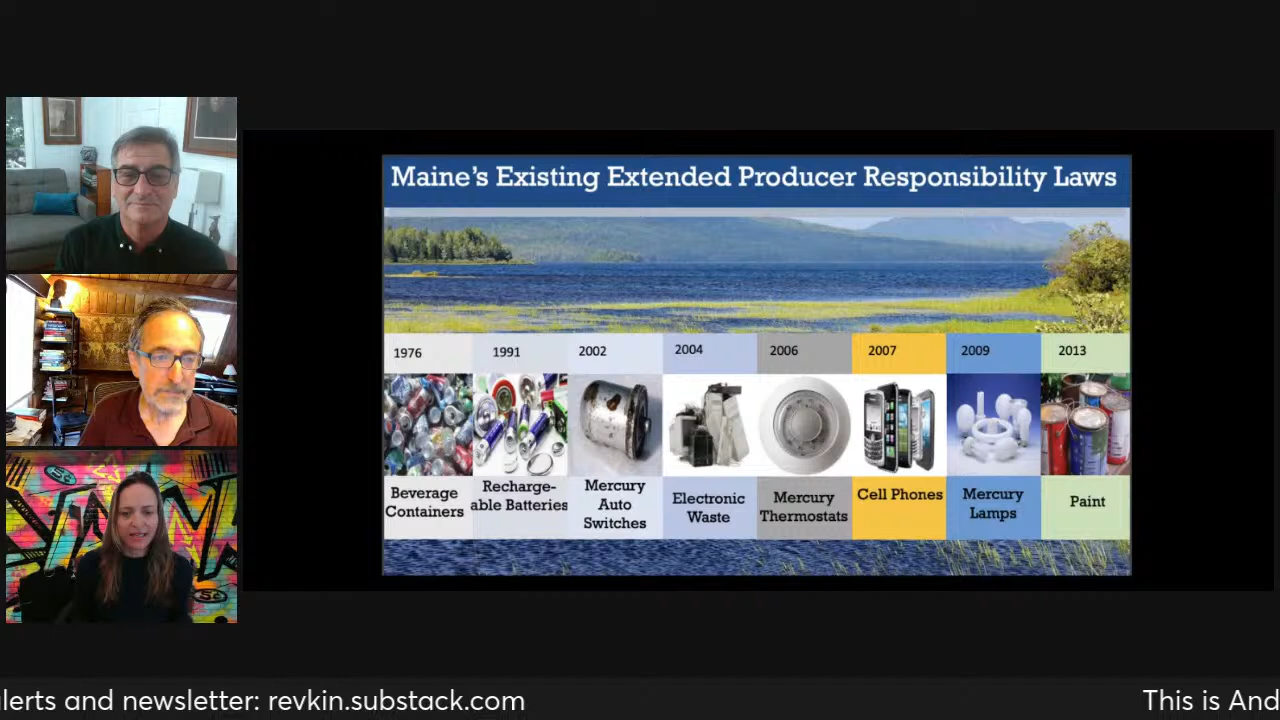 Maine's Existing Extended Producer Responsibility Laws
1976
1991
2002
2004
2006
2007
2009
2013
Beverage
Containers
Recharge-
able Batteries
Mercury
Auto
Switches
Electronic
Waste
Mercury
Thermostats
Cell Phones
Mercury
Lamps
Paint
lerts and newsletter: revkin.substack.com
This is And